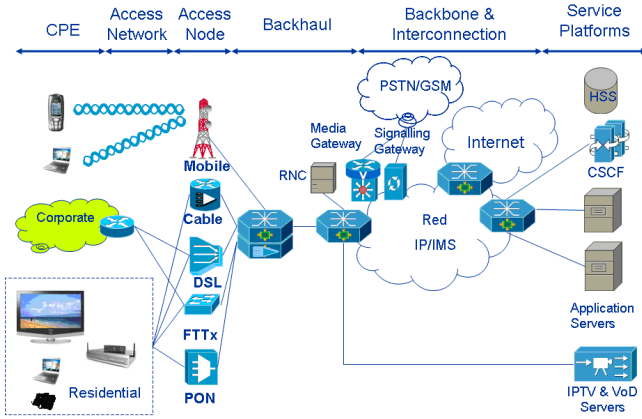 CPE
Access
Network
Access
Node
Backhaul
Backbone &
Interconnection
Service
Platforms
PSTN/GSM
HSS
Media
Gateway
Signalling
Gateway
Internet
Mobile
RNC
CSCF
Cable
Corporate
Red
IP/IMS
DSL
Application
Servers
FTTx
Residential
PON
IPTV & VoD
Servers